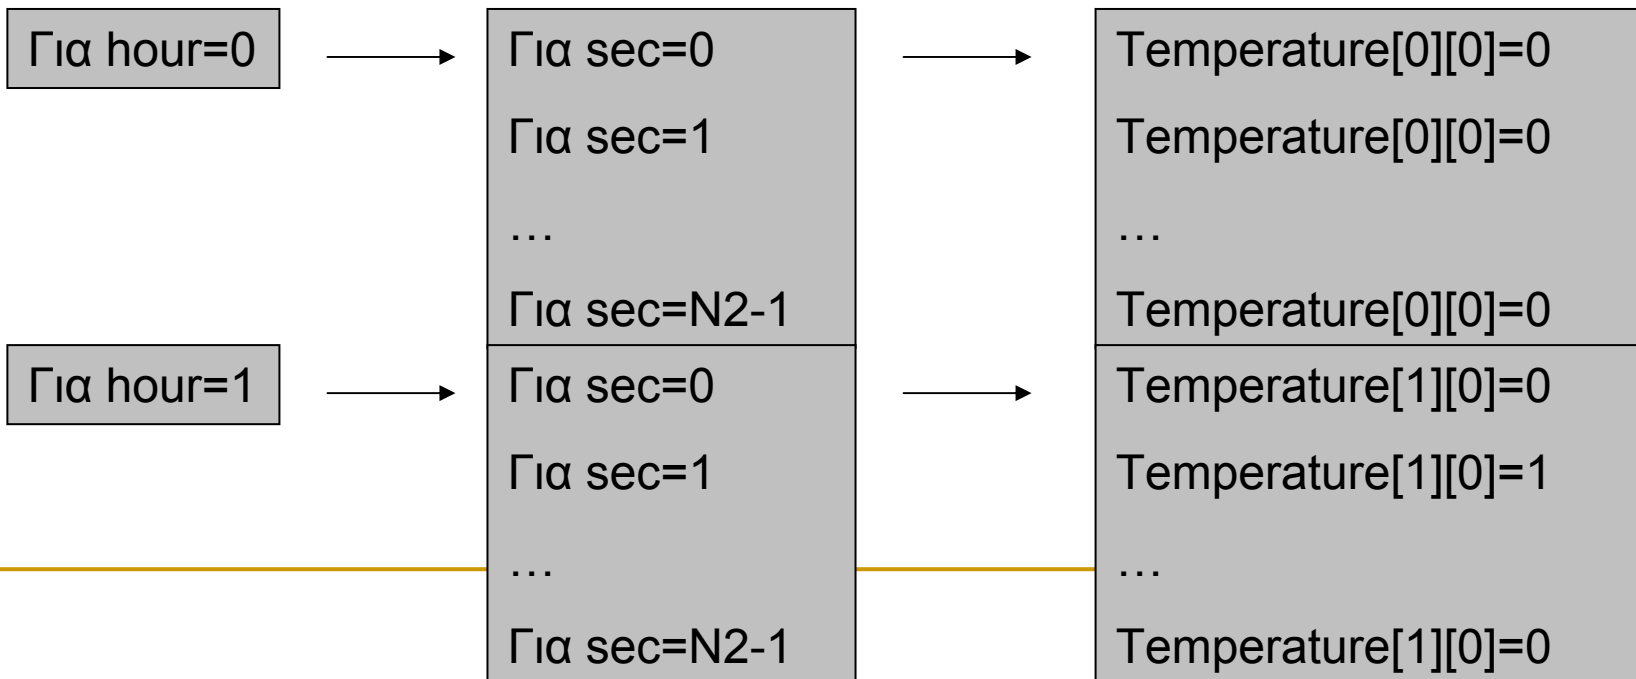 Για hour=0
Για sec=0
Για sec=1
…
Για sec=N2-1
Temperature[0][0]=0
Temperature[0][0]=0
…
Temperature[0][0]=0
Για hour=1
Για sec=0
Για sec=1
…
Για sec=N2-1
Temperature[1][0]=0
Temperature[1][0]=1
…
Temperature[1][0]=0